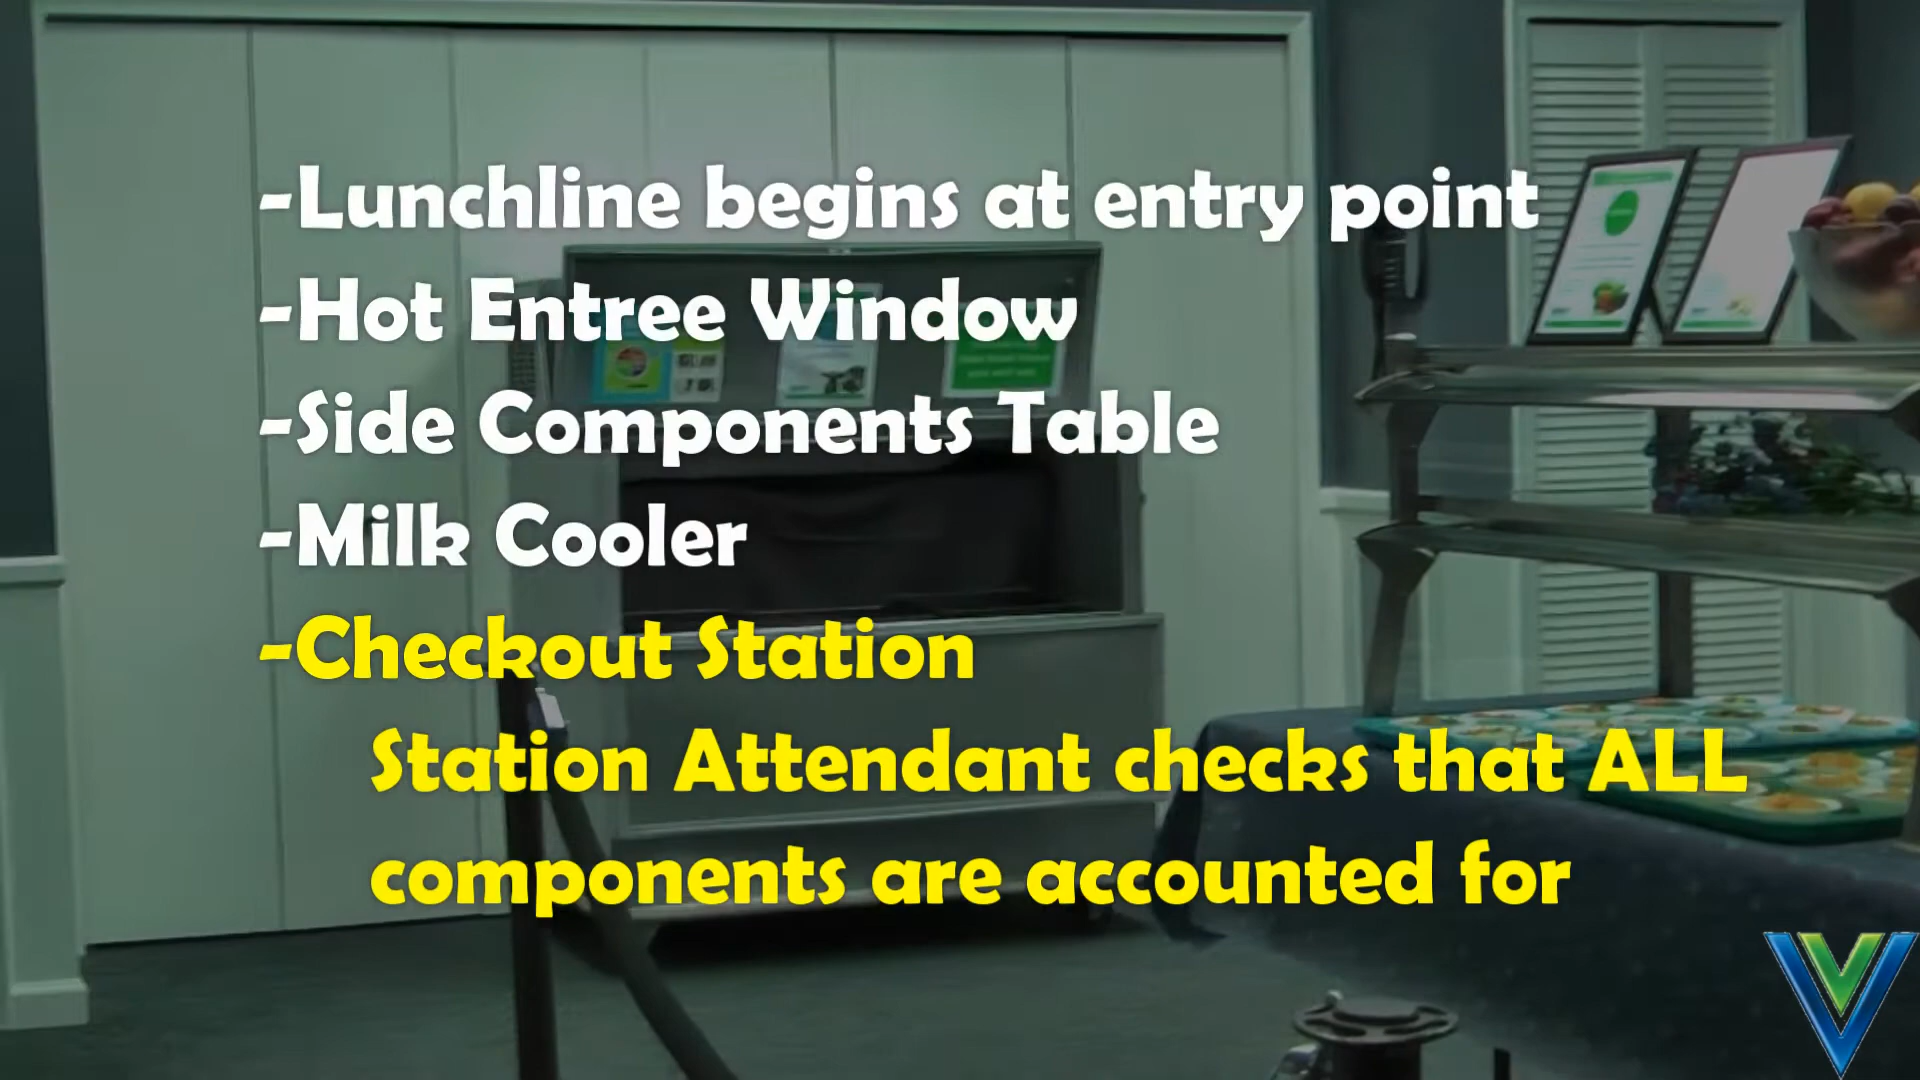 -Lunchline begins at entry point
-Hot Entree Window
-Side Components Table
-Milk Cooler
-Checkout Station
Station Attendant checks that ALL
components are accounted for